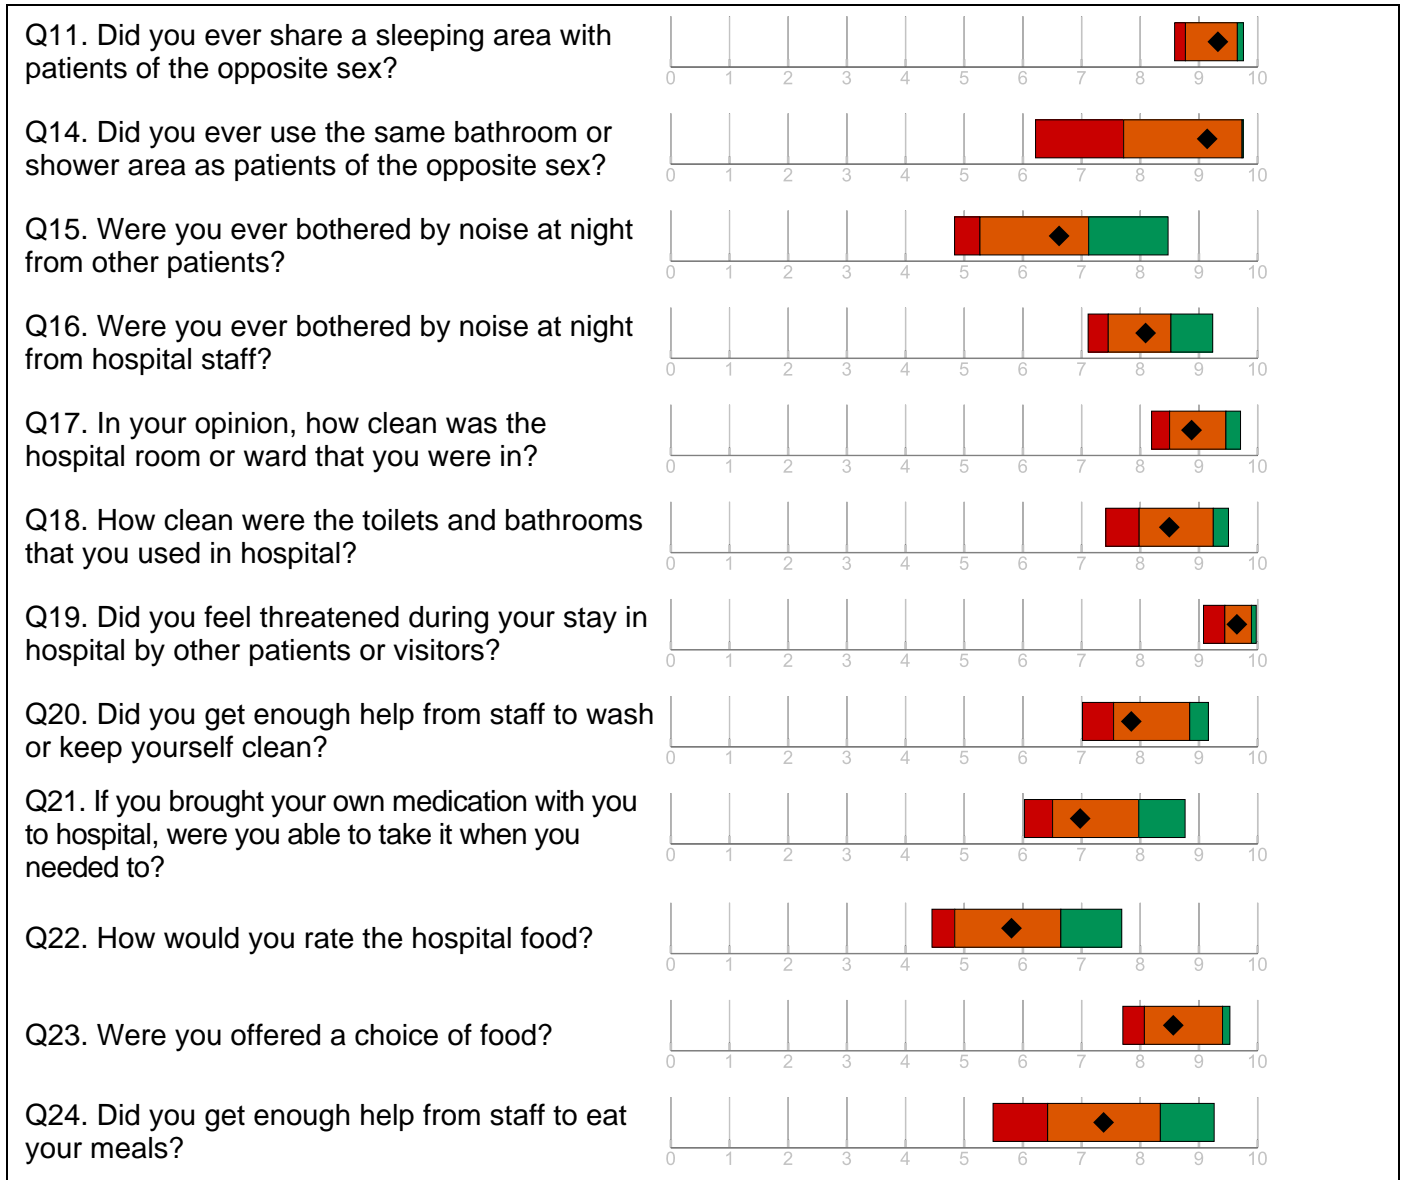 Q11. Did you ever share a sleeping area with
patients of the opposite sex?
0 1 2 3 4 5 6 7 8 9 10
Q14. Did you ever use the same bathroom or
shower area as patients of the opposite sex?
0 1 2 3 4 5 6 7 8 9 10
Q15. Were you ever bothered by noise at night
from other patients?
0 1 2 3 4 5 6 7 8 9 10
Q16. Were you ever bothered by noise at night
from hospital staff?
0 1 2 3 4 5 6 7 8 9 10
Q17. In your opinion, how clean was the
hospital room or ward that you were in?
0 1 2 3 4 5 6 7 8 9 10
Q18. How clean were the toilets and bathrooms
that you used in hospital?
0 1 2 3 4 5 6 7 8 9 10
Q19. Did you feel threatened during your stay in
hospital by other patients or visitors?
0 1 2 3 4 5 6 7 8 9 10
Q20. Did you get enough help from staff to wash
or keep yourself clean?
0 1 2 3 4 5 6 7 8 9 10
Q21. If you brought your own medication with you
to hospital, were you able to take it when you
needed to?
0 1 2 3 4 5 6 7 8 9 10
Q22. How would you rate the hospital food?
0 1 2 3 4 5 6 7 8 9 10
Q23. Were you offered a choice of food?
0 1 2 3 4 5 6 7 8 9 10
Q24. Did you get enough help from staff to eat
your meals?
0 1 2 3 4 5 6 7 8 9 10